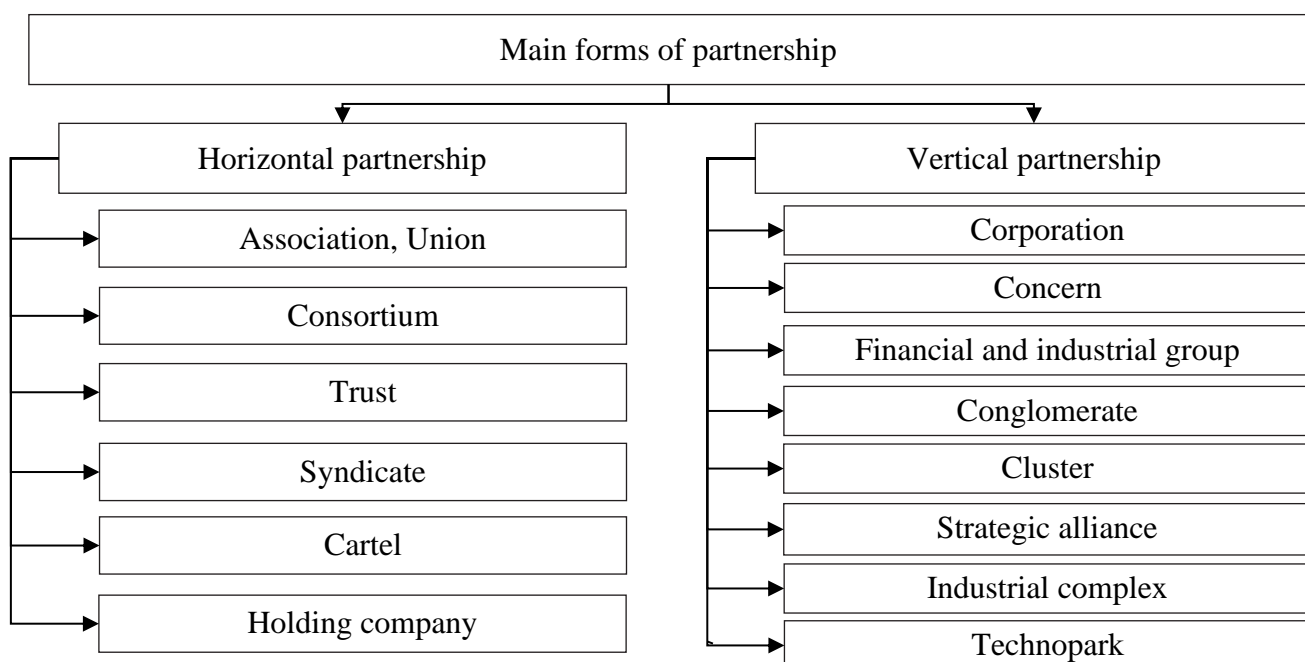 Main forms of partnership
Horizontal partnership
Association, Union
Consortium
Trust
Syndicate
Cartel
Holding company
Vertical partnership
Corporation
Concern
Financial and industrial group
Conglomerate
Cluster
Strategic alliance
Industrial complex
Technopark